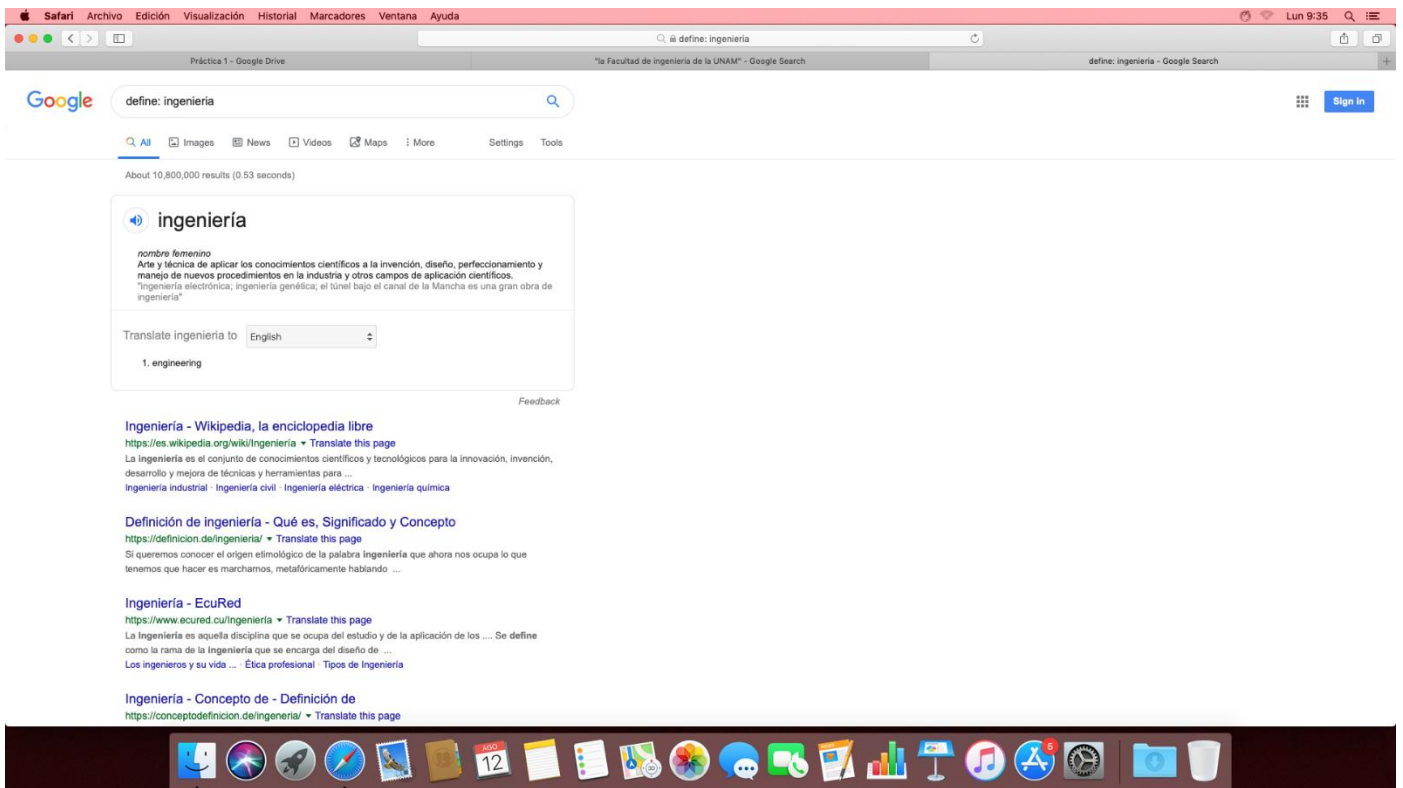 Safari Archivo Edición Visualización Historial Marcadores Ventana Ayuda Lun 9:35
define: ingenieria
Práctica 1 - Google Drive "la Facultad de ingenieria de la UNAM" - Google Search define: ingenieria - Google Search
Google define: ingenieria Sign in
All Images News Videos Maps More Settings Tools
About 10,800,000 results (0.53 seconds)
ingeniería
nombre femenino
Arte y técnica de aplicar los conocimientos científicos a la invención, diseño, perfeccionamiento y
manejo de nuevos procedimientos en la industria y otros campos de aplicación científicos.
"ingeniería electrónica; ingeniería genética; el túnel bajo el canal de la Mancha es una gran obra de
ingeniería"
Translate ingenieria to English
1. engineering
Feedback
Ingeniería - Wikipedia, la enciclopedia libre
https://es.wikipedia.org/wiki/Ingeniería Translate this page
La ingeniería es el conjunto de conocimientos científicos y tecnológicos para la innovación, invención,
desarrollo y mejora de técnicas y herramientas para ...
Ingeniería industrial · Ingeniería civil · Ingeniería eléctrica · Ingeniería química
Definición de ingeniería - Qué es, Significado y Concepto
https://definicion.de/ingenieria/ Translate this page
Si queremos conocer el origen etimológico de la palabra ingeniería que ahora nos ocupa lo que
tenemos que hacer es marcharnos, metafóricamente hablando ...
Ingeniería - EcuRed
https://www.ecured.cu/Ingeniería Translate this page
La Ingeniería es aquella disciplina que se ocupa del estudio y de la aplicación de los .... Se define
como la rama de la ingeniería que se encarga del diseño de ...
Los ingenieros y su vida ... · Ética profesional · Tipos de Ingeniería
Ingeniería - Concepto de - Definición de
https://conceptodefinicion.de/ingeneria/ Translate this page
AGO
12
5